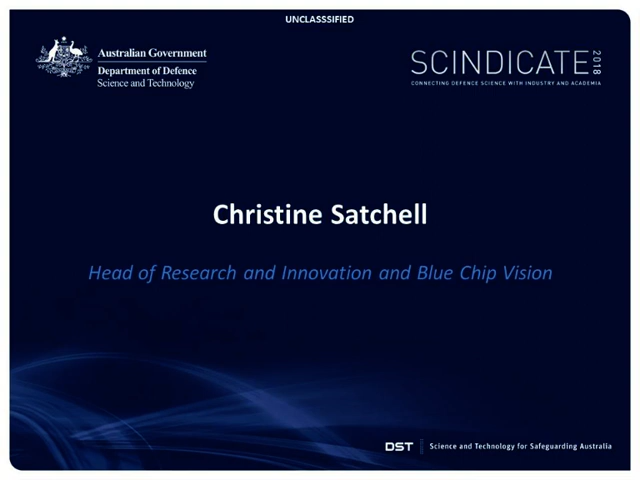 UNCLASSSIFIED
Australian Government
Department of Defence
Science and Technology
SCINDICATE 2018
CONNECTING DEFENCE SCIENCE WITH INDUSTRY AND ACADEMIA
Christine Satchell
Head of Research and Innovation and Blue Chip Vision
DST Science and Technology for Safeguarding Australia